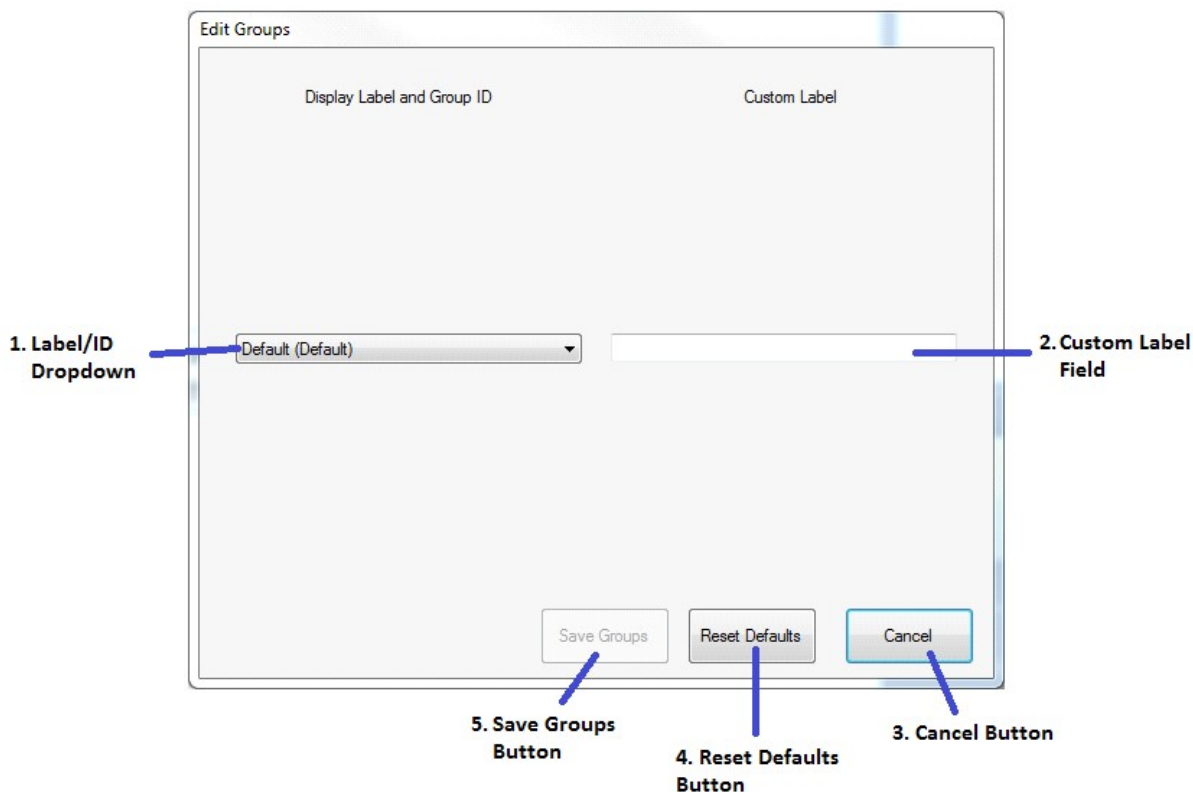 Edit Groups
Display Label and Group ID
Custom Label
1. Label/ID
Dropdown
Default (Default)
2. Custom Label
Field
Save Groups
Reset Defaults
Cancel
5. Save Groups
Button
4. Reset Defaults
Button
3. Cancel Button